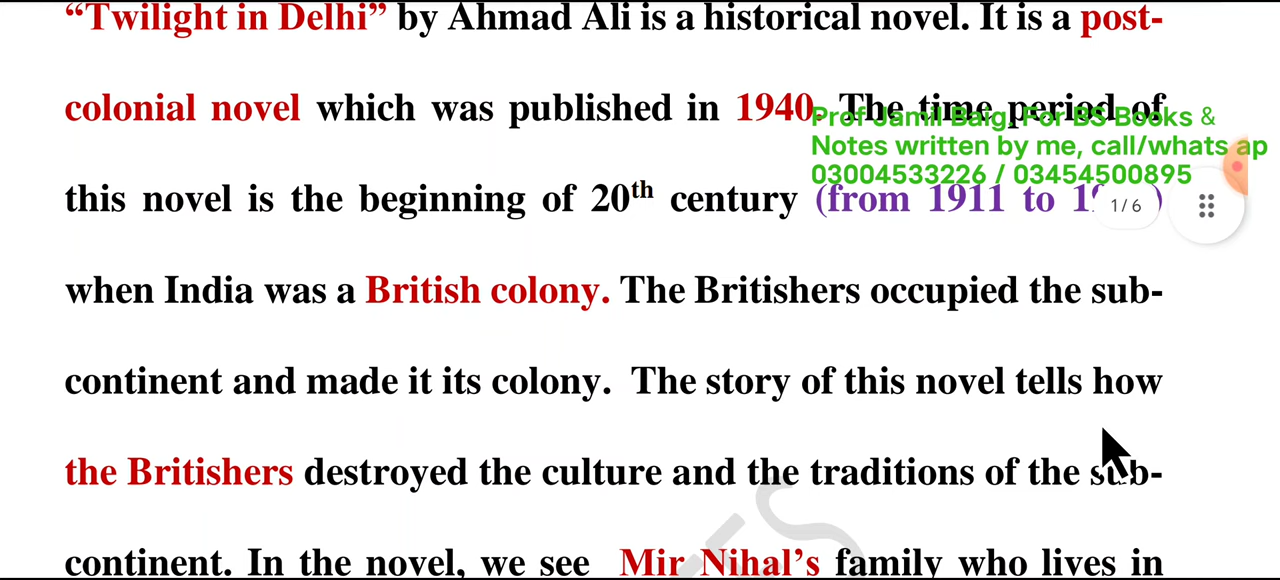 “Twilight in Delhi” by Ahmad Ali is a historical novel. It is a post-
colonial novel which was published in 1940. The time period of
Prof Jamil Baig. For BS Books &
Notes written by me, call/whats ap
03004533226 / 03454500895
this novel is the beginning of 20th century (from 1911 to
1/6
when India was a British colony. The Britishers occupied the sub-
continent and made it its colony. The story of this novel tells how
the Britishers destroyed the culture and the traditions of the sub-
continent. In the novel, we see Mir Nihal’s family who lives in